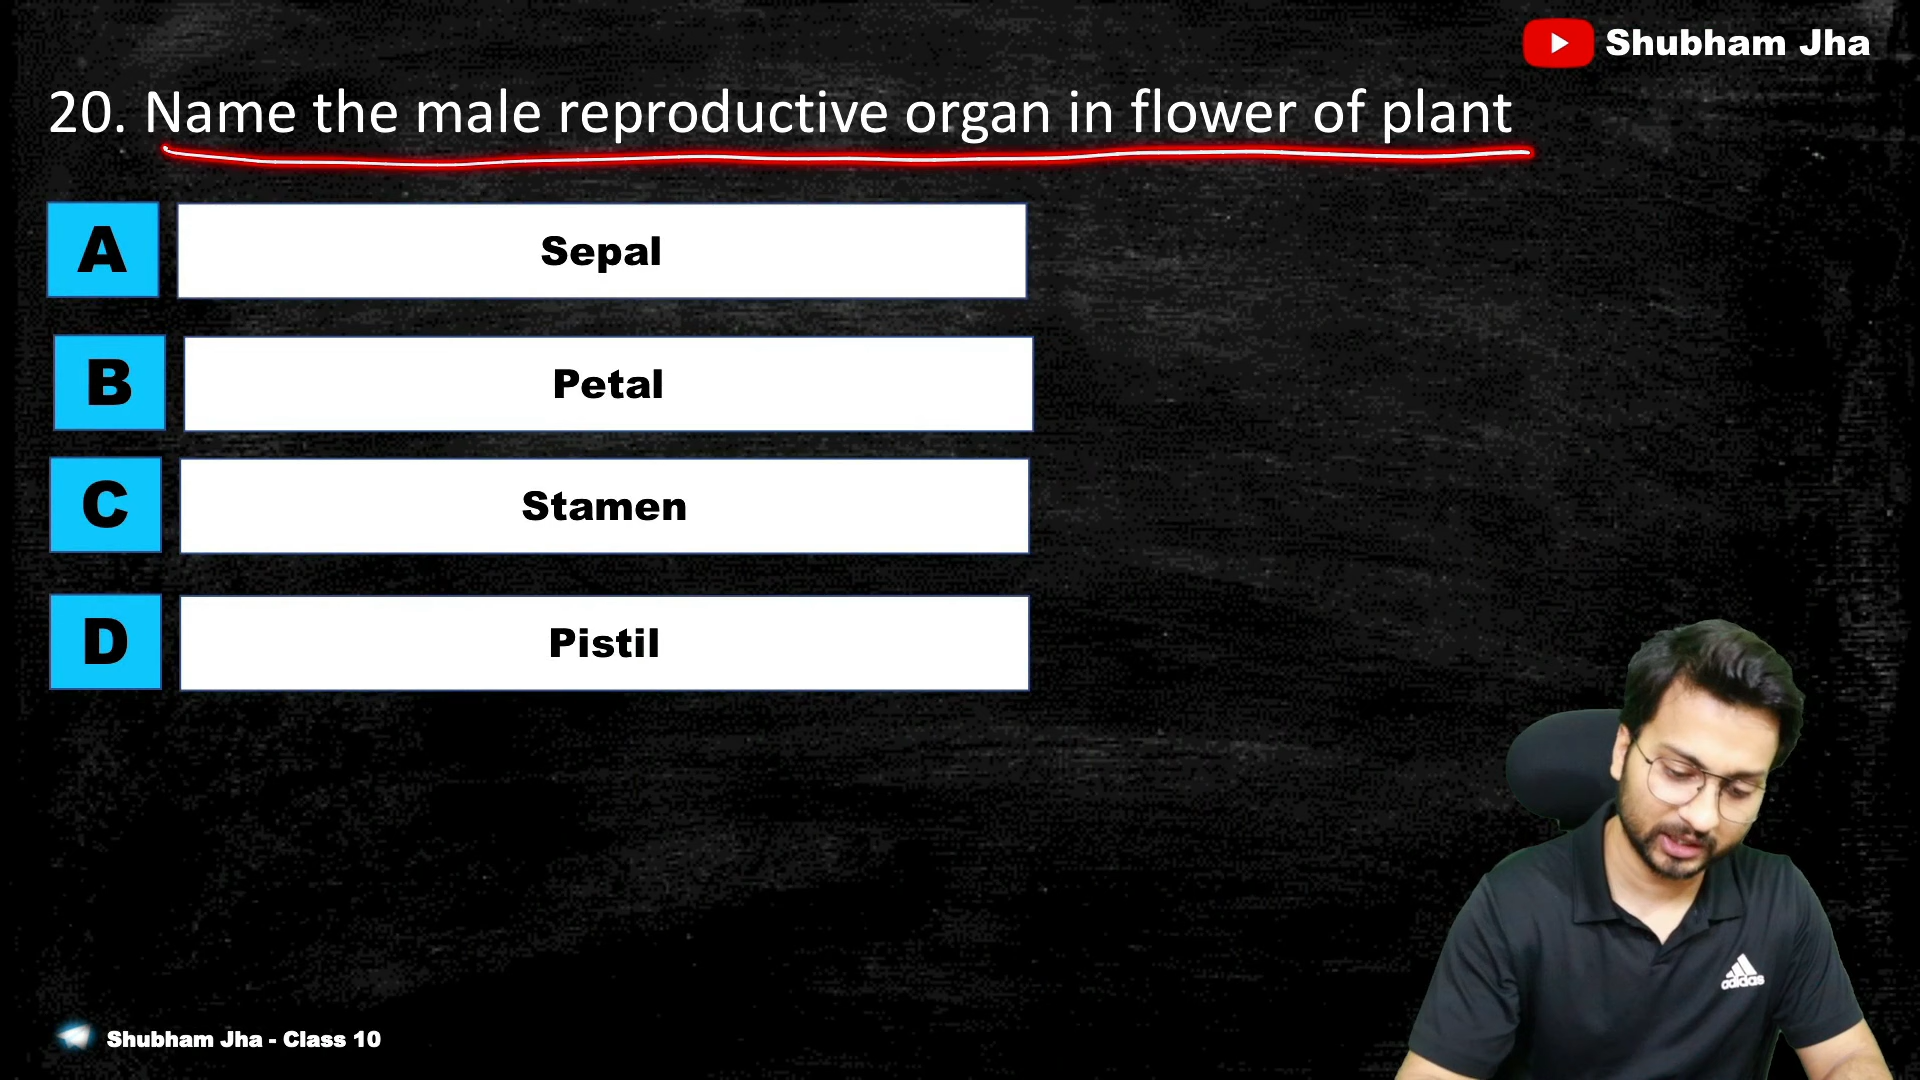 Shubham Jha
20. Name the male reproductive organ in flower of plant
A Sepal
B Petal
C Stamen
D Pistil
adidas
Shubham Jha - Class 10